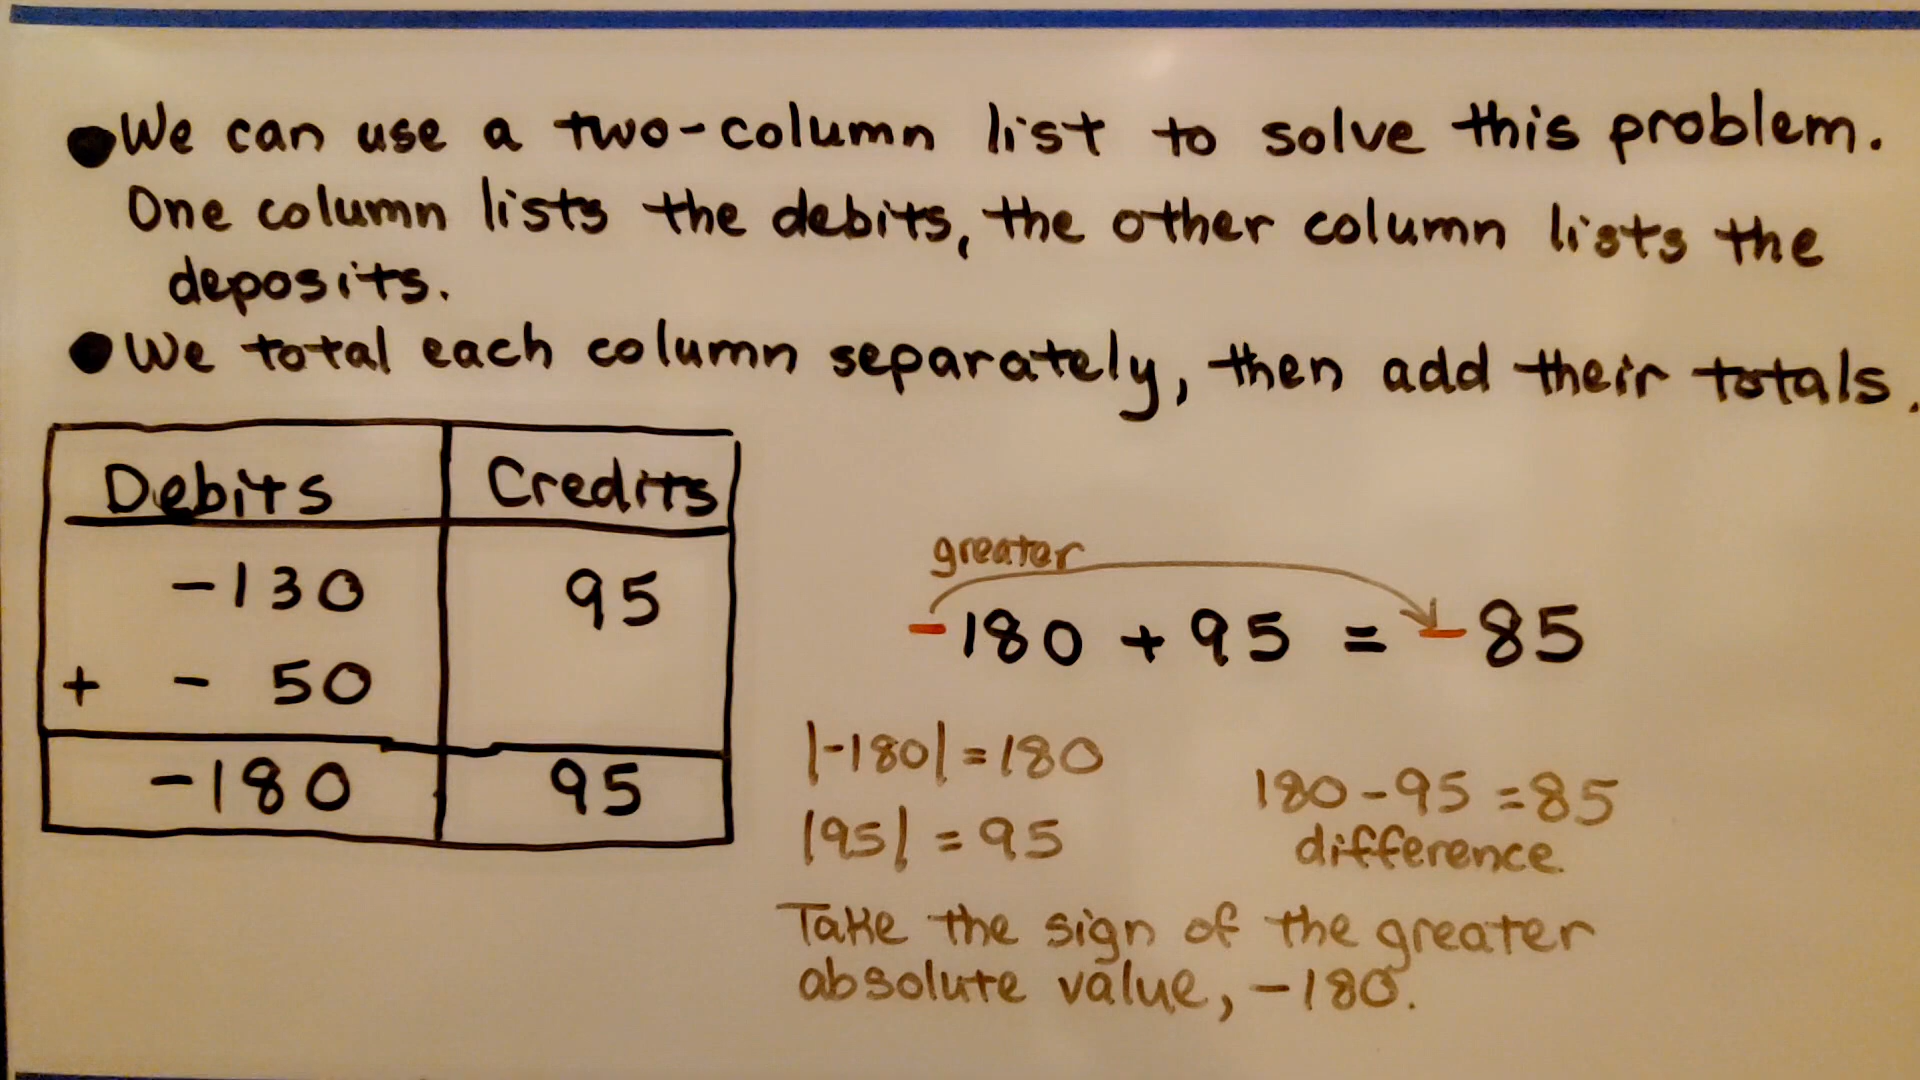 ●We can use a two-column list to solve this problem.
One column lists the debits, the other column lists the
deposits.
●We total each column separately, then add their totals.
Debits Credits
-130 95
+ - 50
-180 95
greater
-180 + 95 = -85
|-180| = 180
|95| = 95
180 - 95 = 85
difference
Take the sign of the greater
absolute value, -180.